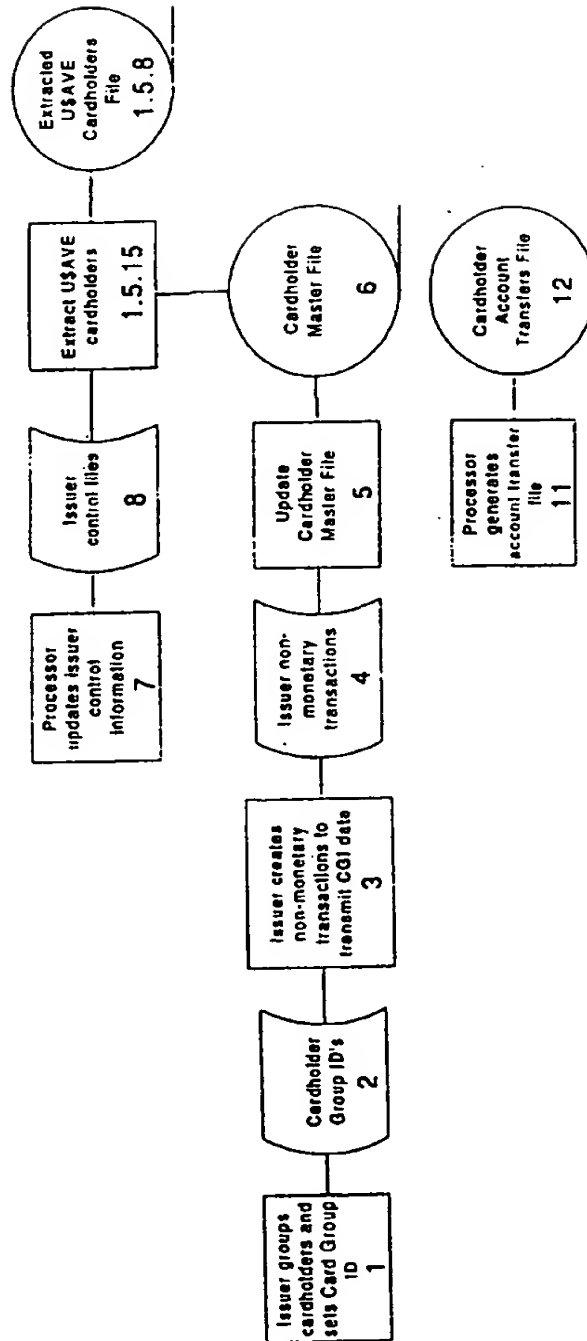 Processor
updates issuer
control
information
7
Issuer
control files
8
Extract U$AVE
cardholders
1.5.15
Extracted
U$AVE
Cardholders
File
1.5.8
Issuer groups
cardholders and
sets Card Group
ID
1
Cardholder
Group ID's
2
Issuer creates
non-monetary
transactions to
transmit CGI data
3
Issuer non-
monetary
transactions
4
Update
Cardholder
Master File
5
Cardholder
Master File
6
Processor
generates
account transfer
file
11
Cardholder
Account
Transfers File
12